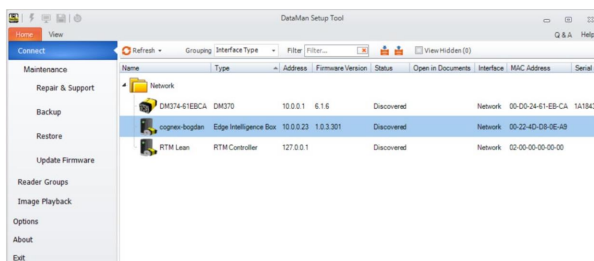 DataMan Setup Tool
Home View Q & A Help
Connect
Maintenance
Repair & Support
Backup
Restore
Update Firmware
Reader Groups
Image Playback
Options
About
Exit
Refresh Grouping Interface Type Filter Filter... View Hidden (0)
Name Type Address Firmware Version Status Open in Documents Interface MAC Address Serial
Network
DM374-61EBCA DM370 10.0.0.1 6.1.6 Discovered Network 00-D0-24-61-EB-CA 1A184
cognex-bogdan Edge Intelligence Box 10.0.0.23 1.0.3.301 Discovered Network 00-22-4D-D8-0E-A9
RTM Lean RTM Controller 127.0.0.1 Discovered Network 02-00-00-00-00-00